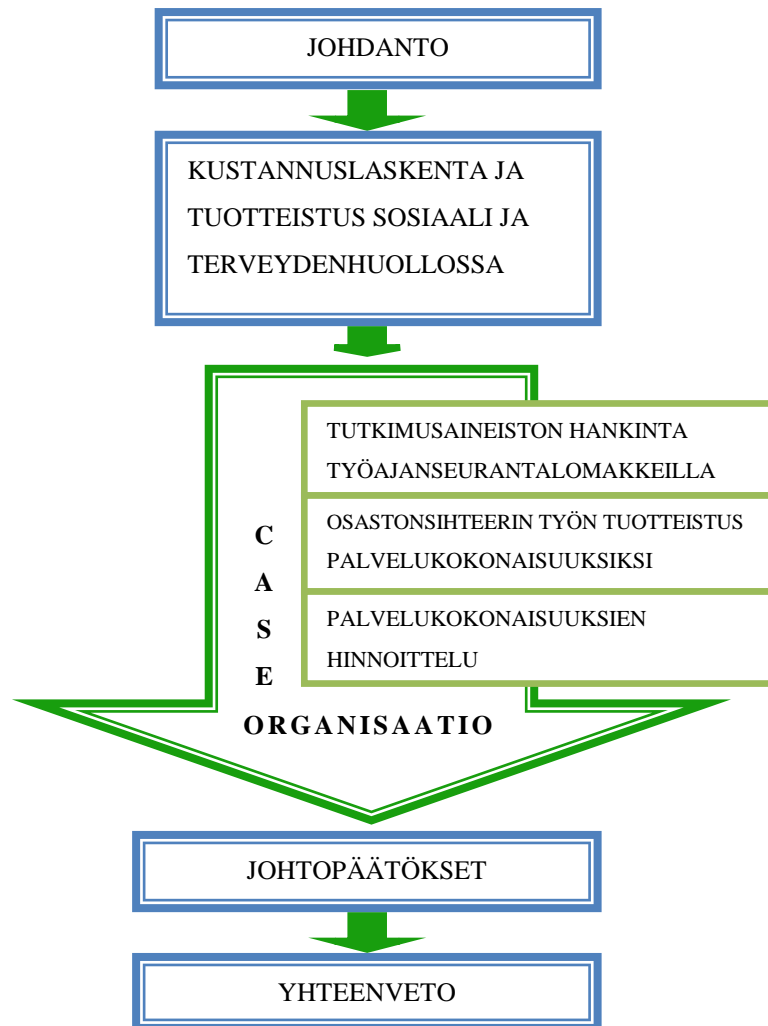 JOHDANTO
KUSTANNUSLASKENTA JA
TUOTTEISTUS SOSIAALI JA
TERVEYDENHUOLLOSSA
TUTKIMUSAINEISTON HANKINTA
TYÖAJANSEURANTALOMAKKEILLA
OSASTONSIHTEERIN TYÖN TUOTTEISTUS
PALVELUKOKONAISUUKSIKSI
PALVELUKOKONAISUUKSIEN
HINNOITTELU
C
A
S
E
ORGANISAATIO
JOHTOPÄÄTÖKSET
YHTEENVETO